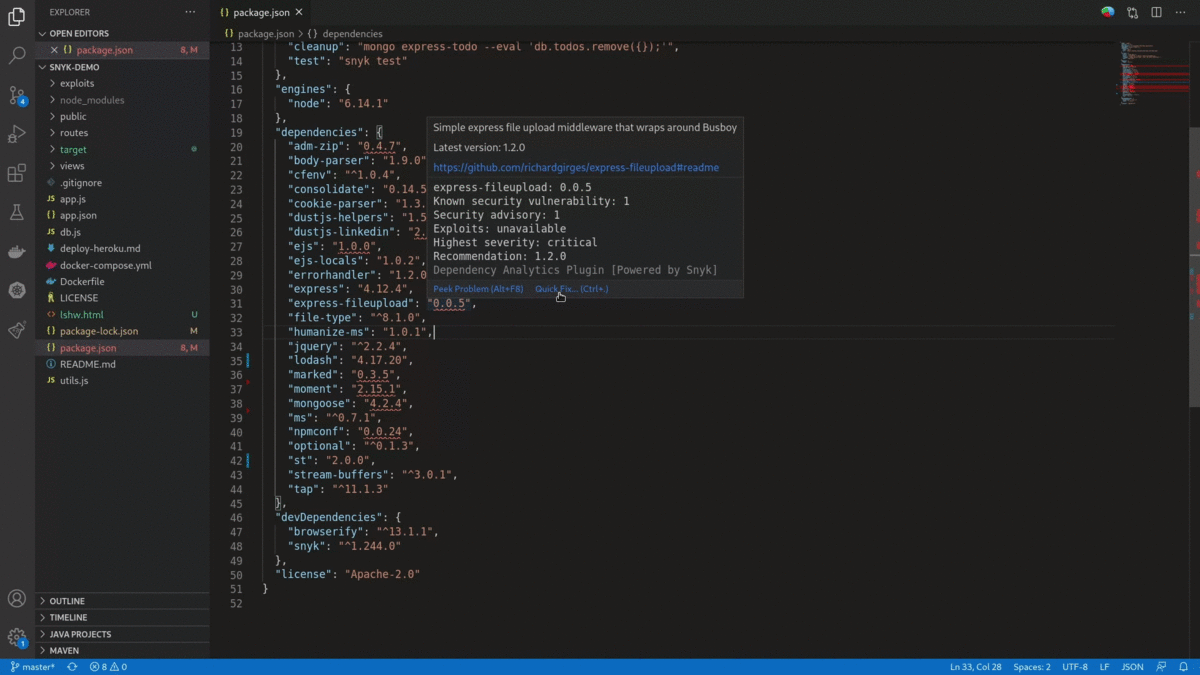 EXPLORER
···
OPEN EDITORS
{} package.json 8, M
SNYK-DEMO
exploits
node_modules
public
routes
target
views
.gitignore
JS app.js
{} app.json
JS db.js
deploy-heroku.md
docker-compose.yml
Dockerfile
LICENSE
<> lshw.html U
{} package-lock.json M
{} package.json 8, M
README.md
JS utils.js
OUTLINE
TIMELINE
JAVA PROJECTS
MAVEN
4
1
{} package.json ×
···
{} package.json > {} dependencies
13 "cleanup": "mongo express-todo --eval 'db.todos.remove({});'",
14 "test": "snyk test"
15 },
16 "engines": {
17 "node": "6.14.1"
18 },
19 "dependencies": {
20 "adm-zip": "0.4.7",
21 "body-parser": "1.9.0"
22 "cfenv": "^1.0.4",
23 "consolidate": "0.14.5
24 "cookie-parser": "1.3.
25 "dustjs-helpers": "1.5
26 "dustjs-linkedin": "2.
27 "ejs": "1.0.0",
28 "ejs-locals": "1.0.2",
29 "errorhandler": "1.2.0
30 "express": "4.12.4",
31 "express-fileupload": "0.0.5",
32 "file-type": "^8.1.0",
33 "humanize-ms": "1.0.1",
34 "jquery": "^2.2.4",
35 "lodash": "4.17.20",
36 "marked": "0.3.5",
37 "moment": "2.15.1",
38 "mongoose": "4.2.4",
39 "ms": "^0.7.1",
40 "npmconf": "0.0.24",
41 "optional": "^0.1.3",
42 "st": "2.0.0",
43 "stream-buffers": "^3.0.1",
44 "tap": "^11.1.3"
45 },
46 "devDependencies": {
47 "browserify": "^13.1.1",
48 "snyk": "^1.244.0"
49 },
50 "license": "Apache-2.0"
51 }
52
Simple express file upload middleware that wraps around Busboy
Latest version: 1.2.0
https://github.com/richardgirges/express-fileupload#readme
express-fileupload: 0.0.5
Known security vulnerability: 1
Security advisory: 1
Exploits: unavailable
Highest severity: critical
Recommendation: 1.2.0
Dependency Analytics Plugin [Powered by Snyk]
Peek Problem (Alt+F8) Quick Fix... (Ctrl+.)
master* 8 0 Ln 33, Col 28 Spaces: 2 UTF-8 LF JSON